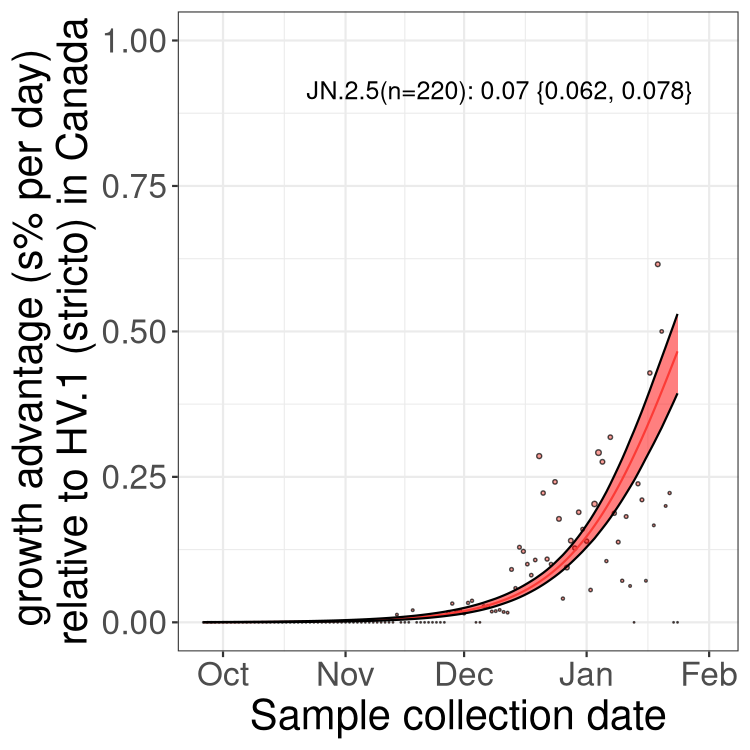 growth advantage (s% per day)
relative to HV.1 (stricto) in Canada
1.00
0.75
0.50
0.25
0.00
JN.2.5(n=220): 0.07 {0.062, 0.078}
Oct Nov Dec Jan Feb
Sample collection date